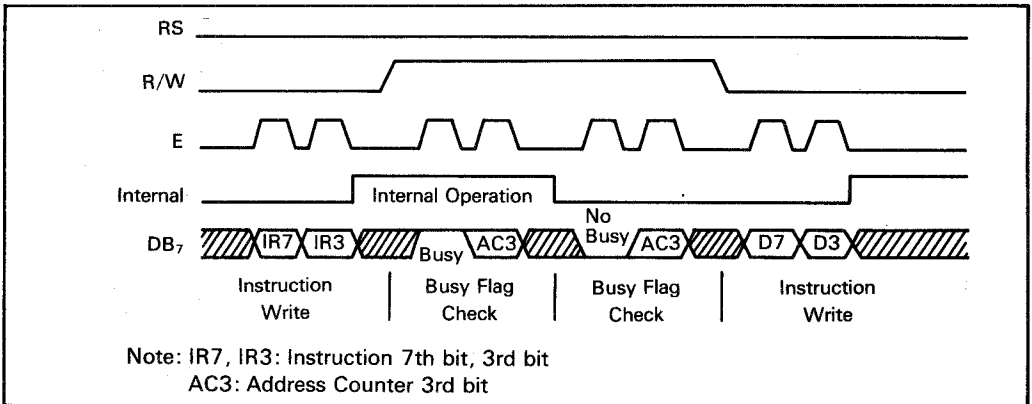 RS
R/W
E
Internal Internal Operation
DB7 IR7 IR3 Busy AC3 No Busy AC3 D7 D3
Instruction Write Busy Flag Check Busy Flag Check Instruction Write
Note: IR7, IR3: Instruction 7th bit, 3rd bit
AC3: Address Counter 3rd bit